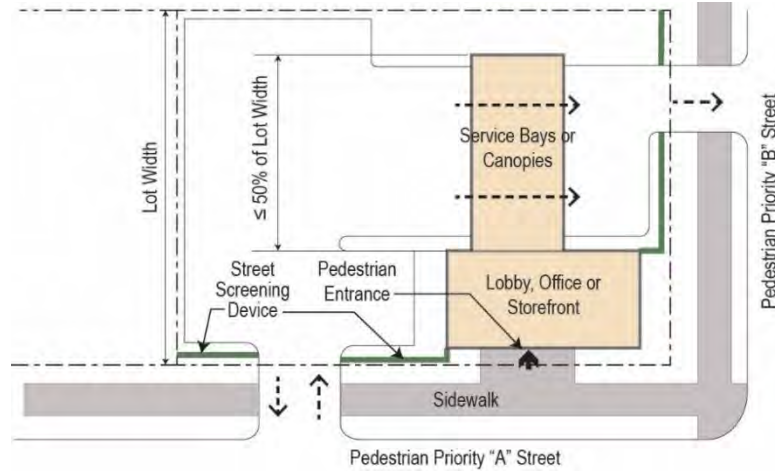 Lot Width
≤ 50% of Lot Width
Service Bays or
Canopies
Pedestrian Priority "B" Street
Street
Screening
Device
Pedestrian
Entrance
Lobby, Office or
Storefront
Sidewalk
Pedestrian Priority "A" Street